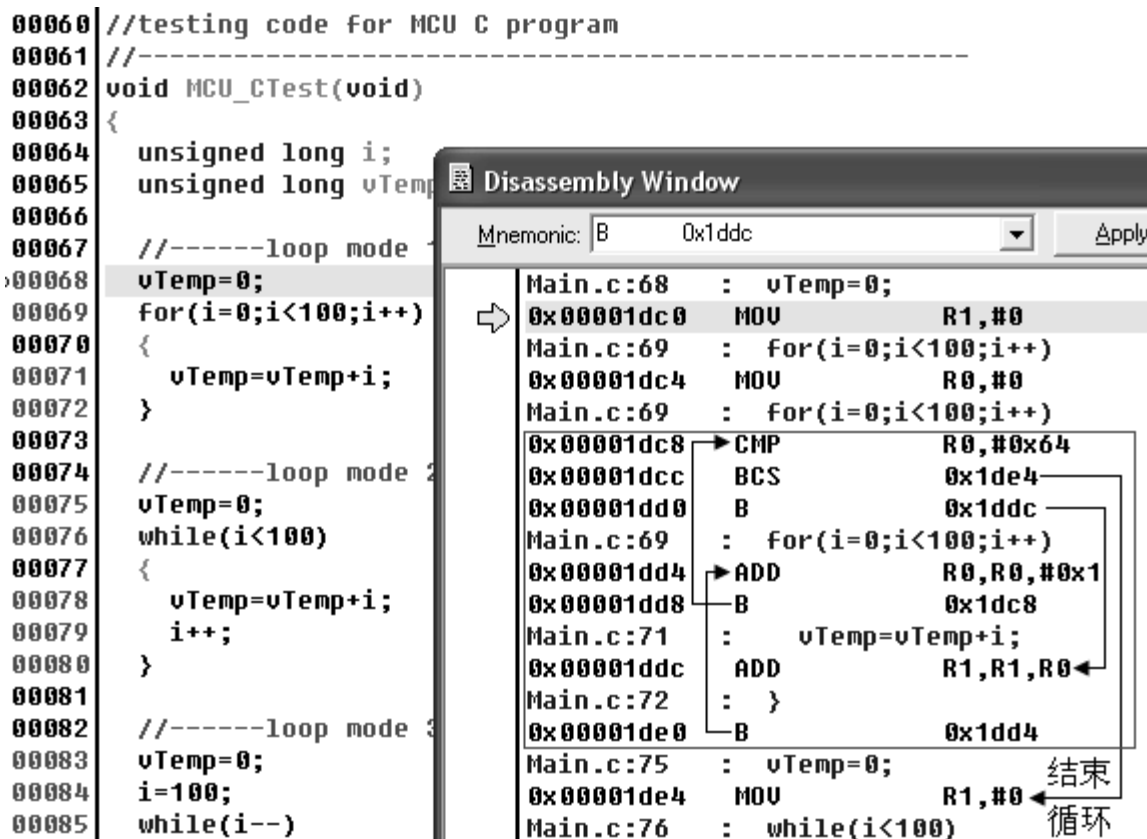 00060 //testing code for MCU C program
00061 //----------------------------------------------------
00062 void MCU_CTest(void)
00063 {
00064 unsigned long i;
00065 unsigned long vTemp
00066
00067 //------loop mode 1
00068 vTemp=0;
00069 for(i=0;i<100;i++)
00070 {
00071 vTemp=vTemp+i;
00072 }
00073
00074 //------loop mode 2
00075 vTemp=0;
00076 while(i<100)
00077 {
00078 vTemp=vTemp+i;
00079 i++;
00080 }
00081
00082 //------loop mode 3
00083 vTemp=0;
00084 i=100;
00085 while(i--)
Disassembly Window
Mnemonic: B 0x1ddc Apply
Main.c:68 : vTemp=0;
0x00001dc0 MOV R1,#0
Main.c:69 : for(i=0;i<100;i++)
0x00001dc4 MOV R0,#0
Main.c:69 : for(i=0;i<100;i++)
0x00001dc8 CMP R0,#0x64
0x00001dcc BCS 0x1de4
0x00001dd0 B 0x1ddc
Main.c:69 : for(i=0;i<100;i++)
0x00001dd4 ADD R0,R0,#0x1
0x00001dd8 B 0x1dc8
Main.c:71 : vTemp=vTemp+i;
0x00001ddc ADD R1,R1,R0
Main.c:72 : }
0x00001de0 B 0x1dd4
Main.c:75 : vTemp=0;
0x00001de4 MOV R1,#0
Main.c:76 : while(i<100)
结束
循环